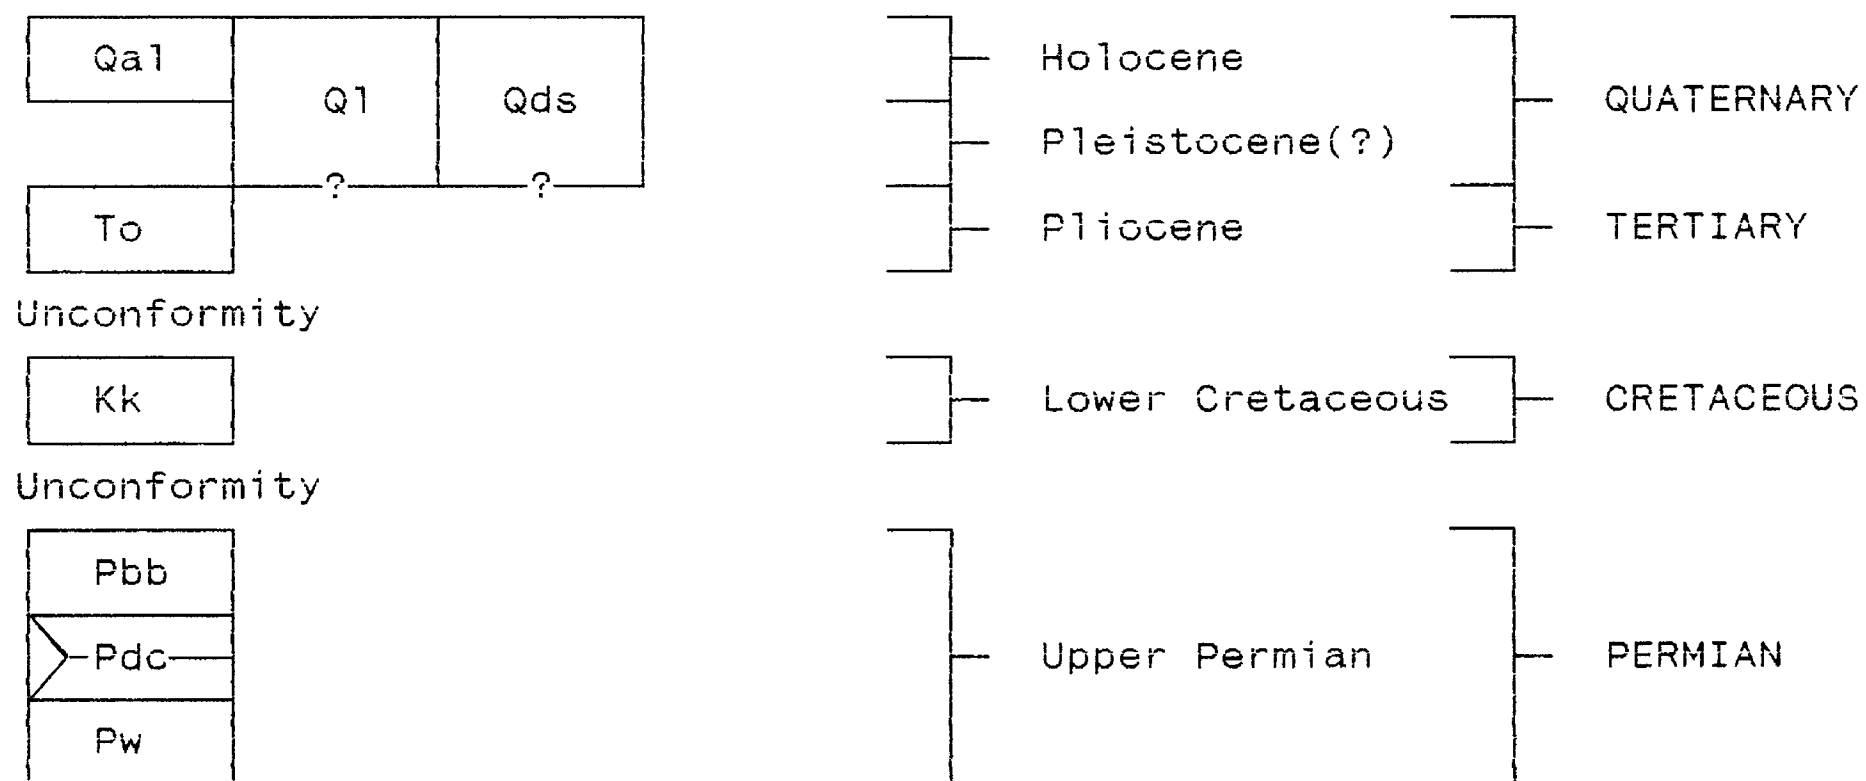 Qal
Holocene
Ql
Qds
QUATERNARY
Pleistocene(?)
?
?
To
Pliocene
TERTIARY
Unconformity
Kk
Lower Cretaceous
CRETACEOUS
Unconformity
Pbb
Pdc
Upper Permian
PERMIAN
Pw